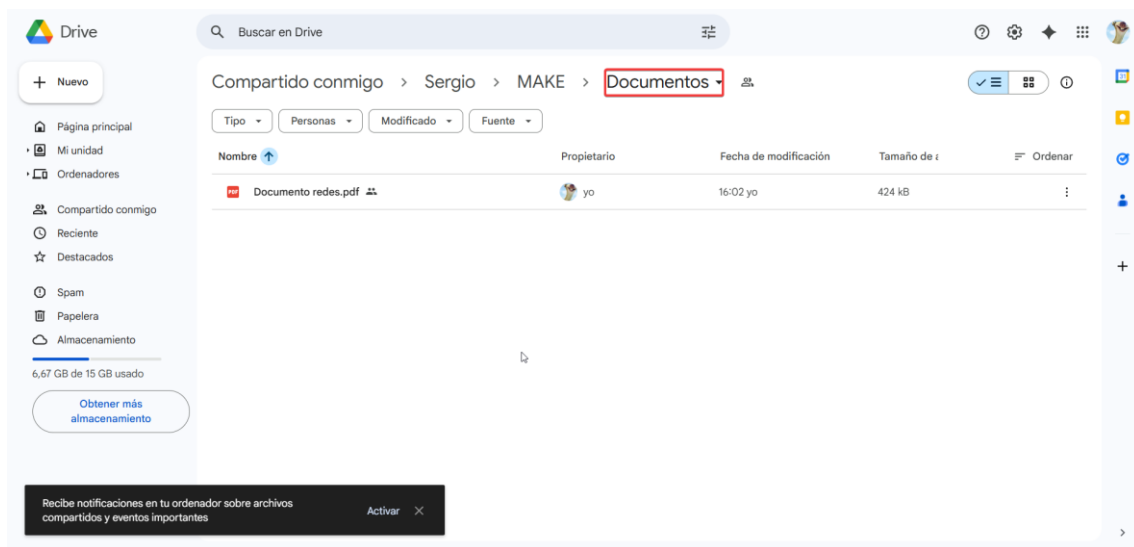 Drive
Buscar en Drive
Nuevo
Compartido conmigo > Sergio > MAKE > Documentos
Tipo Personas Modificado Fuente
Página principal
Mi unidad
Ordenadores
Compartido conmigo
Reciente
Destacados
Spam
Papelera
Almacenamiento
6,67 GB de 15 GB usado
Obtener más
almacenamiento
Nombre Propietario Fecha de modificación Tamaño de Ordenar
PDF Documento redes.pdf yo 16:02 yo 424 kB
31
Recibe notificaciones en tu ordenador sobre archivos
compartidos y eventos importantes
Activar